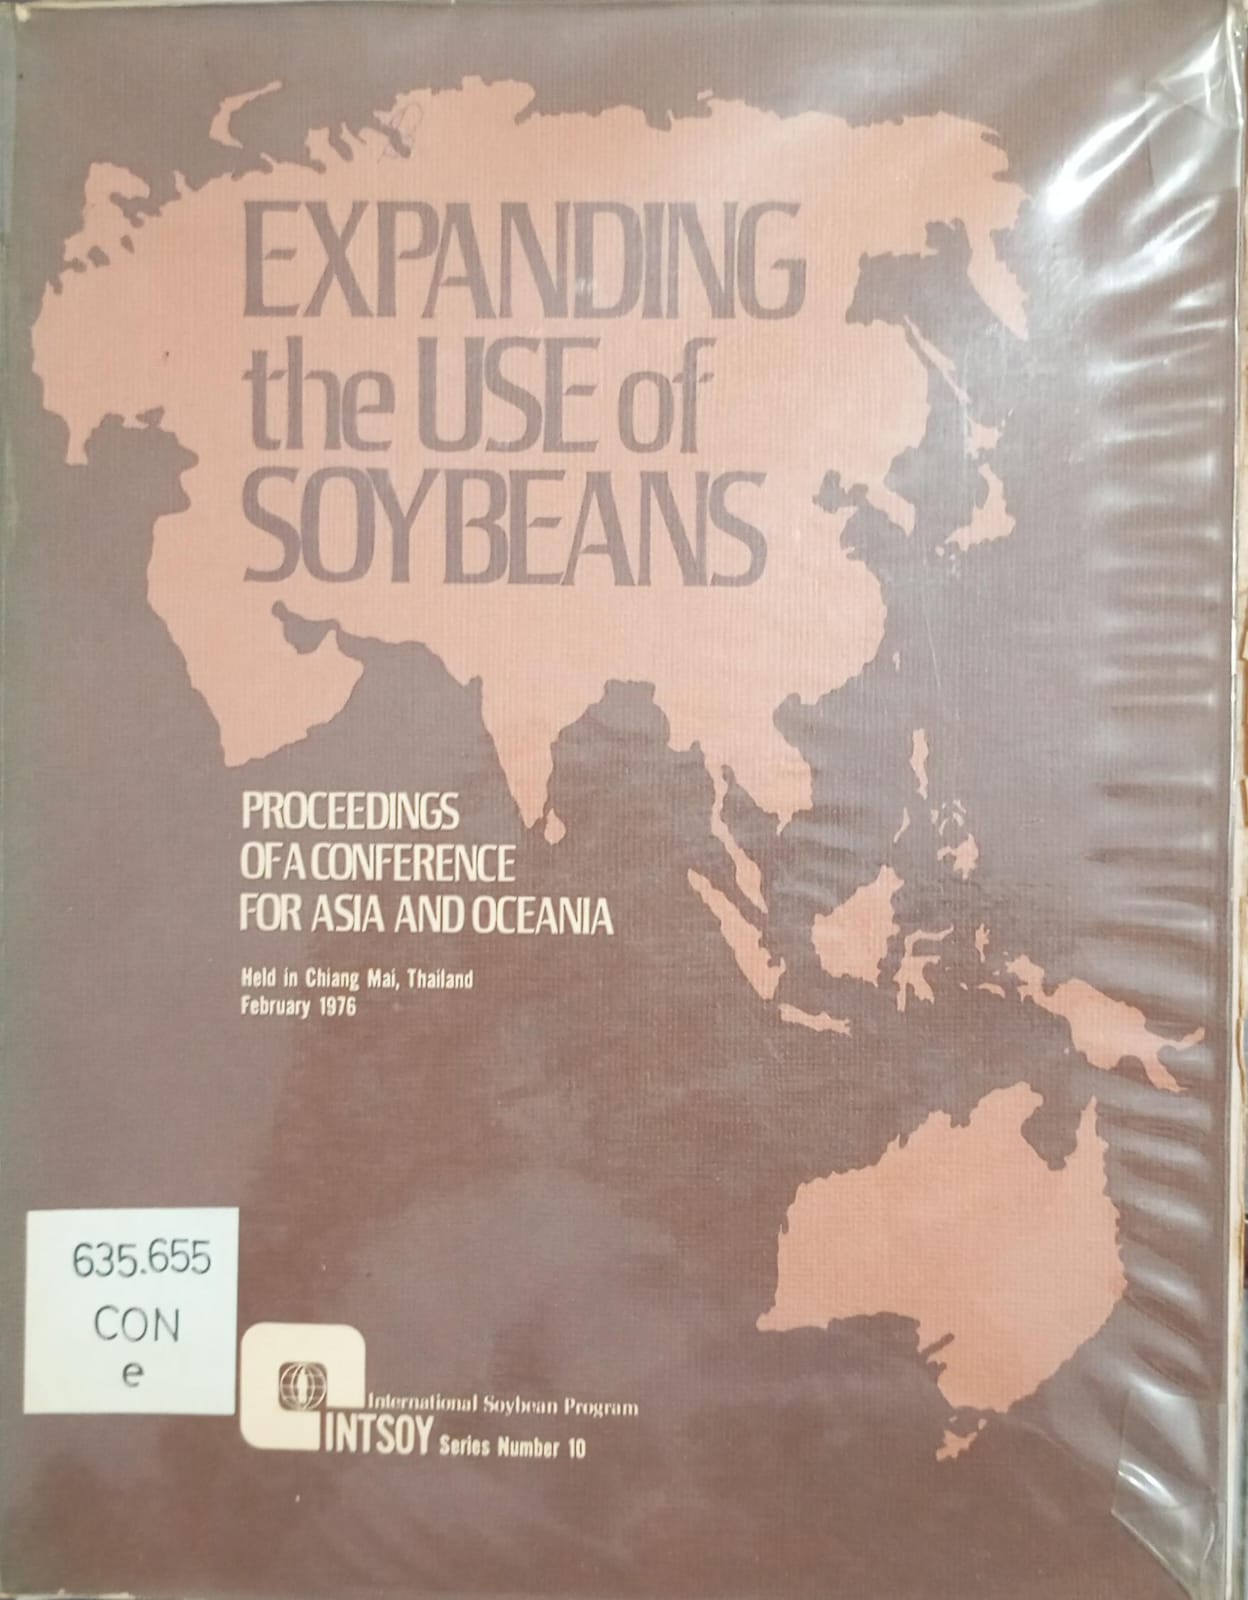 EXPANDING
the USE of
SOYBEANS
PROCEEDINGS
OF A CONFERENCE
FOR ASIA AND OCEANIA
Held in Chiang Mai, Thailand
February 1976
635.655
CON
e
International Soybean Program
INTSOY Series Number 10